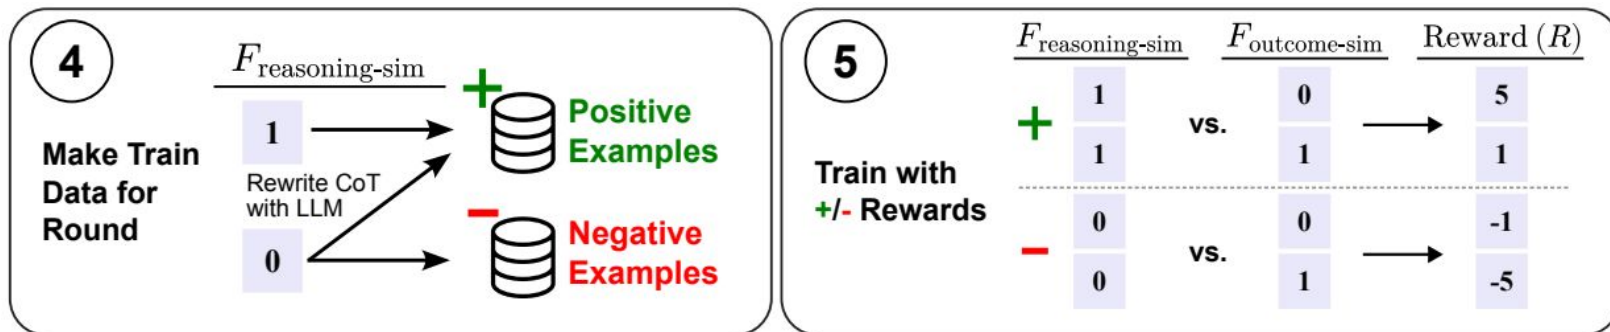 4
F_reasoning-sim
Make Train
Data for
Round
1
Rewrite CoT
with LLM
0
+
Positive
Examples
-
Negative
Examples
5
Train with
+/- Rewards
F_reasoning-sim F_outcome-sim Reward (R)
+
1 0 5
vs.
1 1 1
-
0 0 -1
vs.
0 1 -5